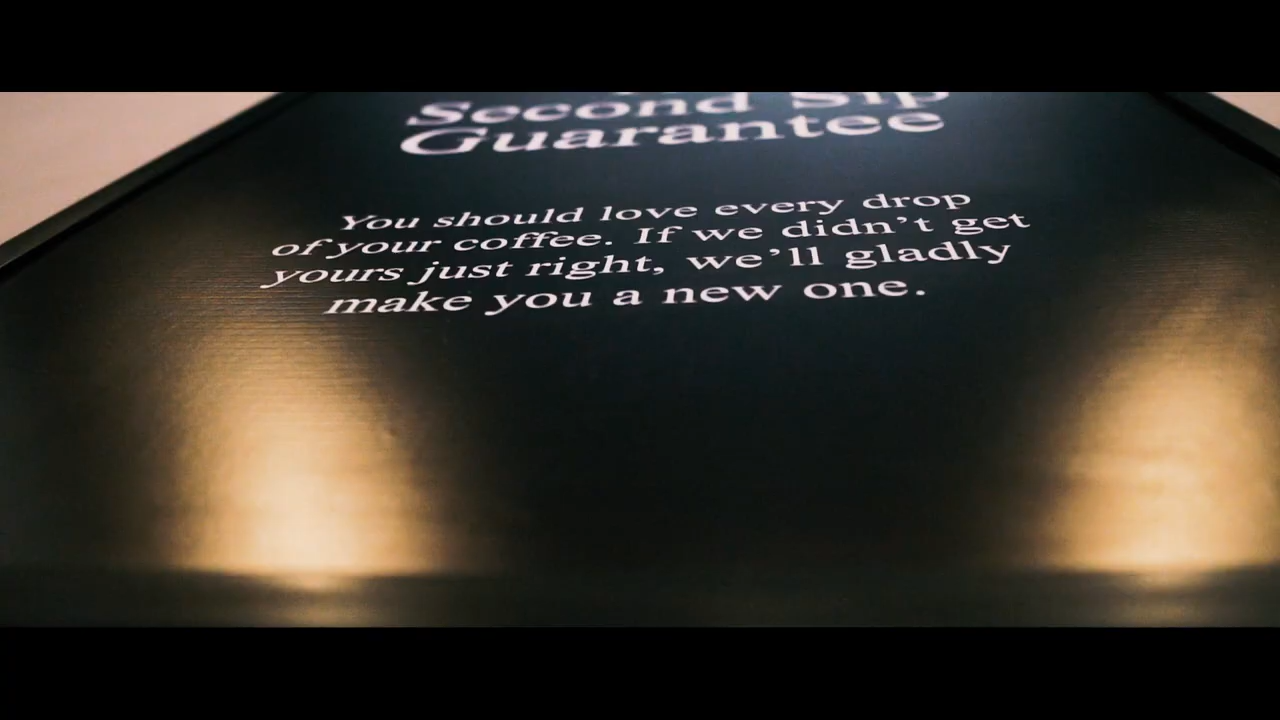 Second Sip
Guarantee
You should love every drop
of your coffee. If we didn't get
yours just right, we'll gladly
make you a new one.